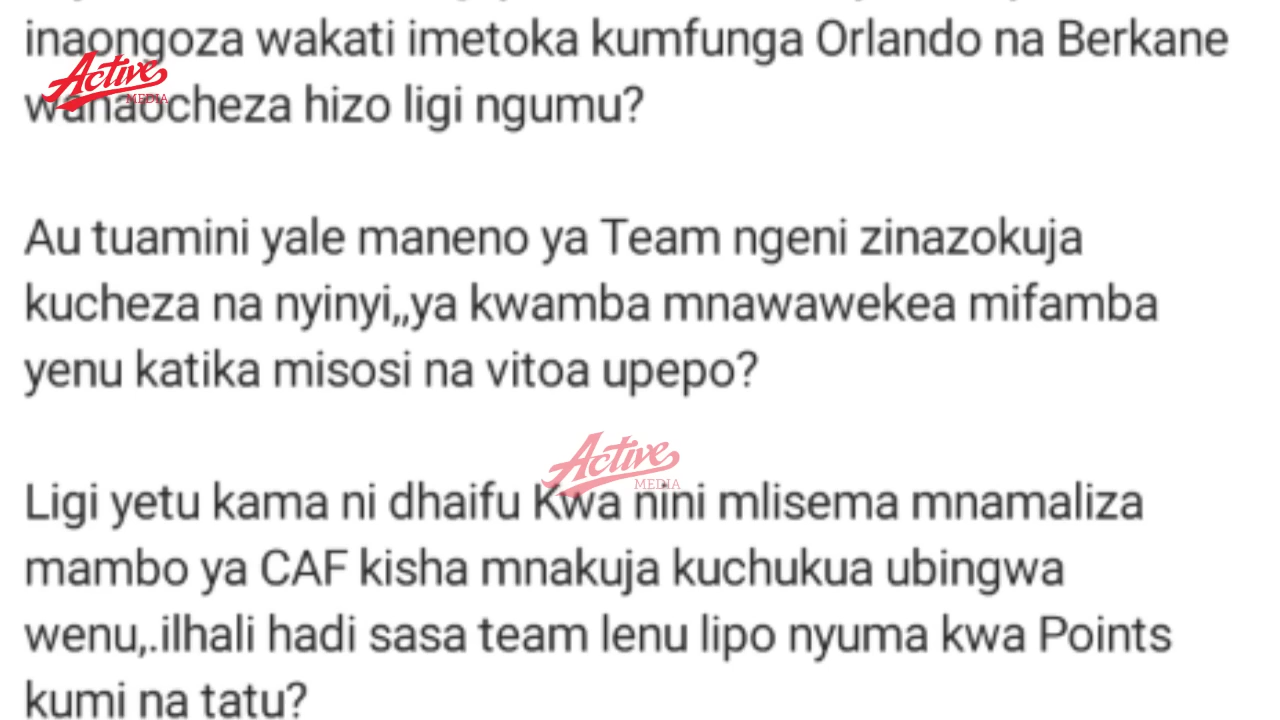 inaongoza wakati imetoka kumfunga Orlando na Berkane
Active
MEDIA
wanaocheza hizo ligi ngumu?
Au tuamini yale maneno ya Team ngeni zinazokuja
kucheza na nyinyi,,ya kwamba mnawawekea mifamba
yenu katika misosi na vitoa upepo?
Active
MEDIA
Ligi yetu kama ni dhaifu Kwa nini mlisema mnamaliza
mambo ya CAF kisha mnakuja kuchukua ubingwa
wenu,.ilhali hadi sasa team lenu lipo nyuma kwa Points
kumi na tatu?